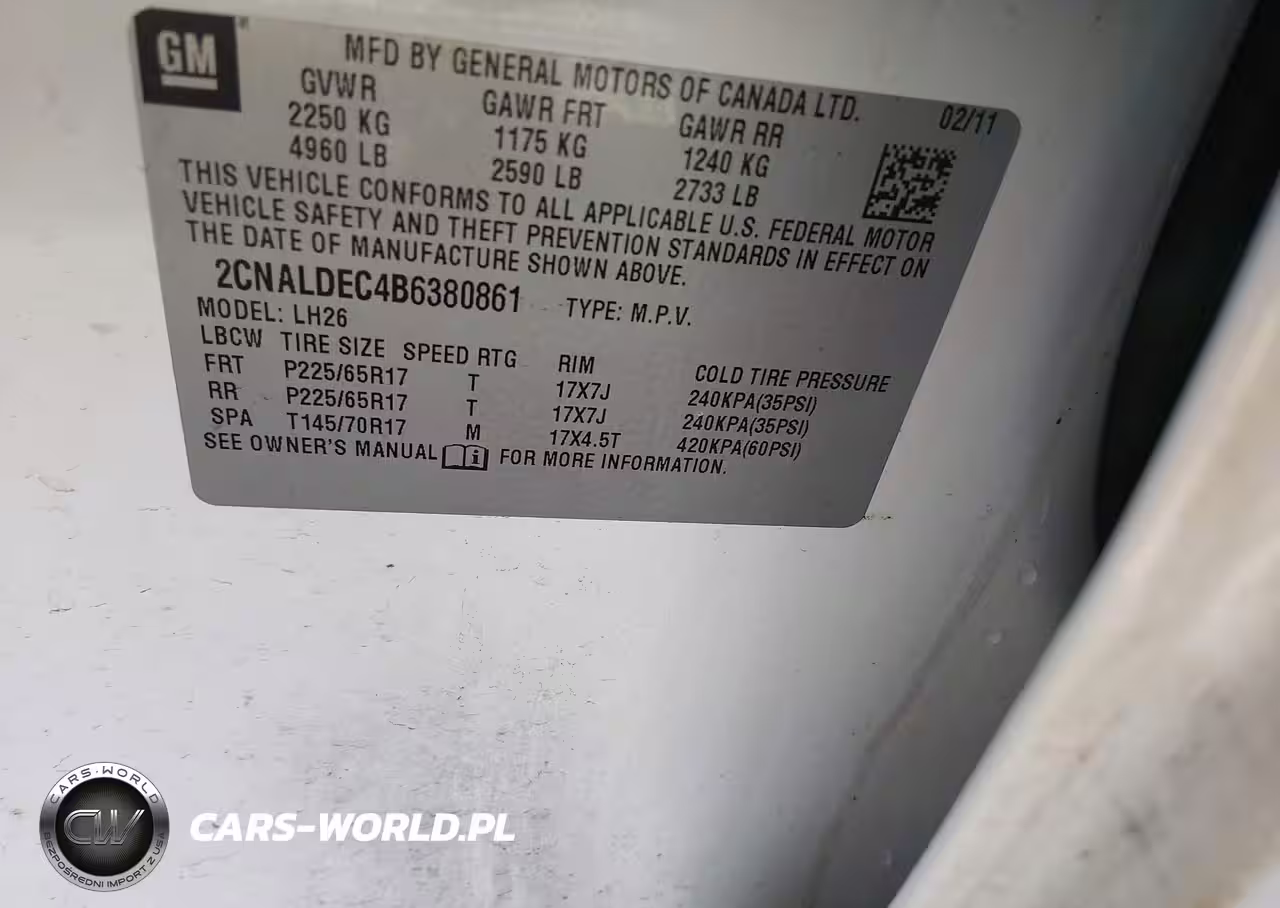 GM
MFD BY GENERAL MOTORS OF CANADA LTD.
02/11
GVWR GAWR FRT GAWR RR
2250 KG 1175 KG 1240 KG
4960 LB 2590 LB 2733 LB
THIS VEHICLE CONFORMS TO ALL APPLICABLE U.S. FEDERAL MOTOR
VEHICLE SAFETY AND THEFT PREVENTION STANDARDS IN EFFECT ON
THE DATE OF MANUFACTURE SHOWN ABOVE.
2CNALDEC4B6380861 TYPE: M.P.V.
MODEL: LH26
LBCW TIRE SIZE SPEED RTG RIM COLD TIRE PRESSURE
FRT P225/65R17 T 17X7J 240KPA(35PSI)
RR P225/65R17 T 17X7J 240KPA(35PSI)
SPA T145/70R17 M 17X4.5T 420KPA(60PSI)
SEE OWNER'S MANUAL i FOR MORE INFORMATION.
CARS-WORLD
CW
BEZPOŚREDNI IMPORT Z USA
CARS-WORLD.PL